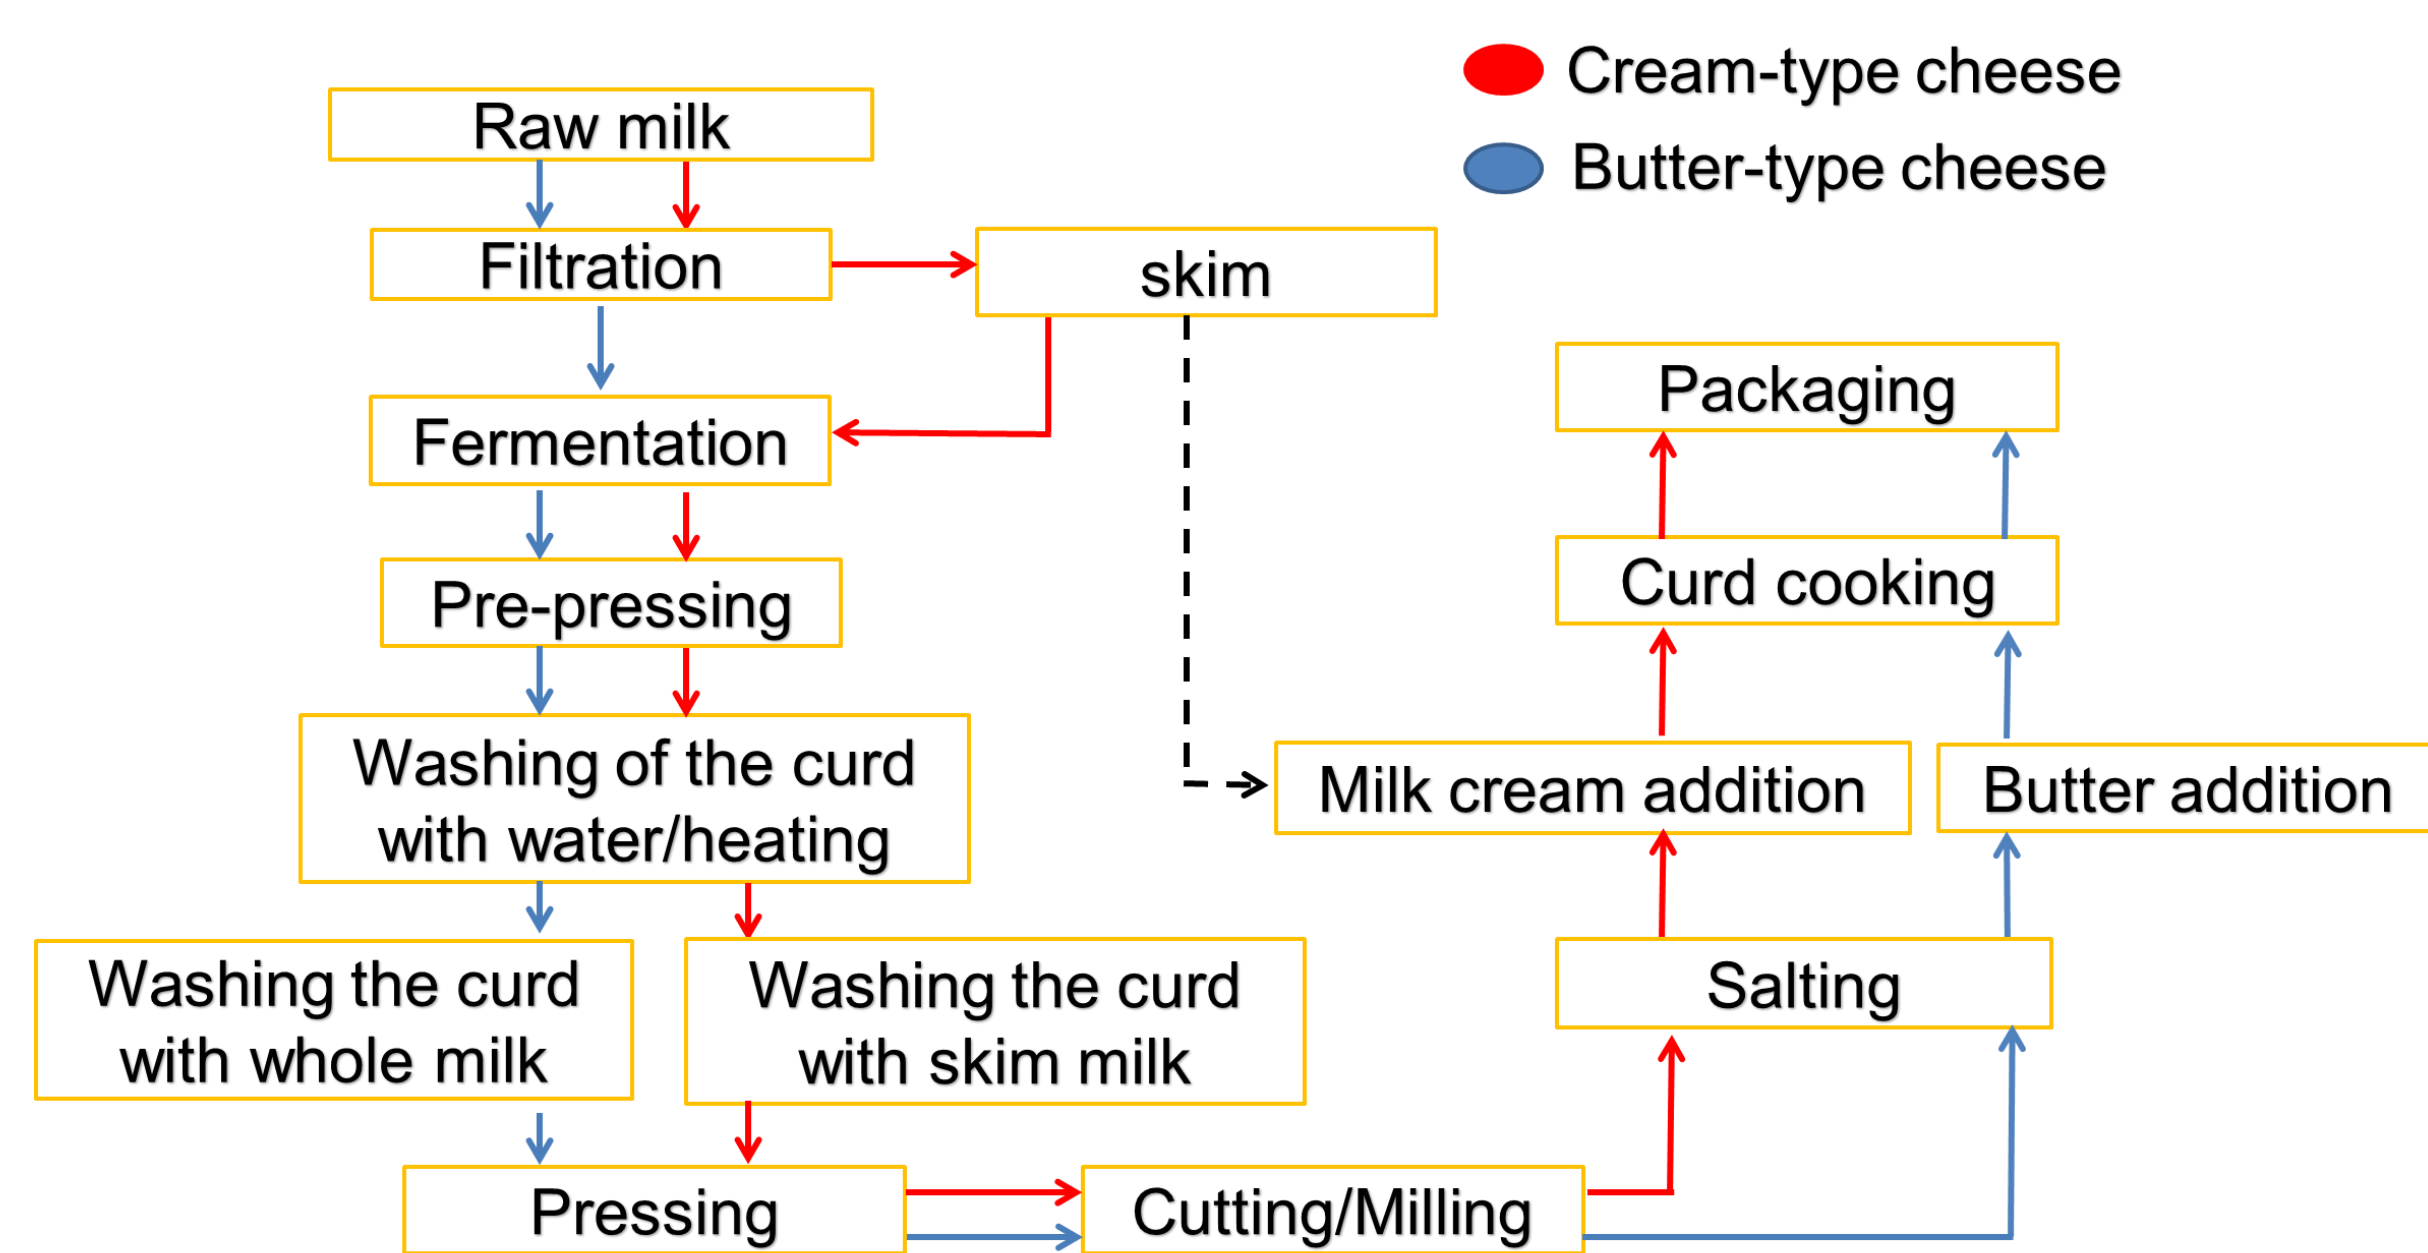 Cream-type cheese
Butter-type cheese
Raw milk
Filtration
skim
Fermentation
Pre-pressing
Washing of the curd
with water/heating
Washing the curd
with whole milk
Washing the curd
with skim milk
Pressing
Cutting/Milling
Salting
Milk cream addition
Butter addition
Curd cooking
Packaging